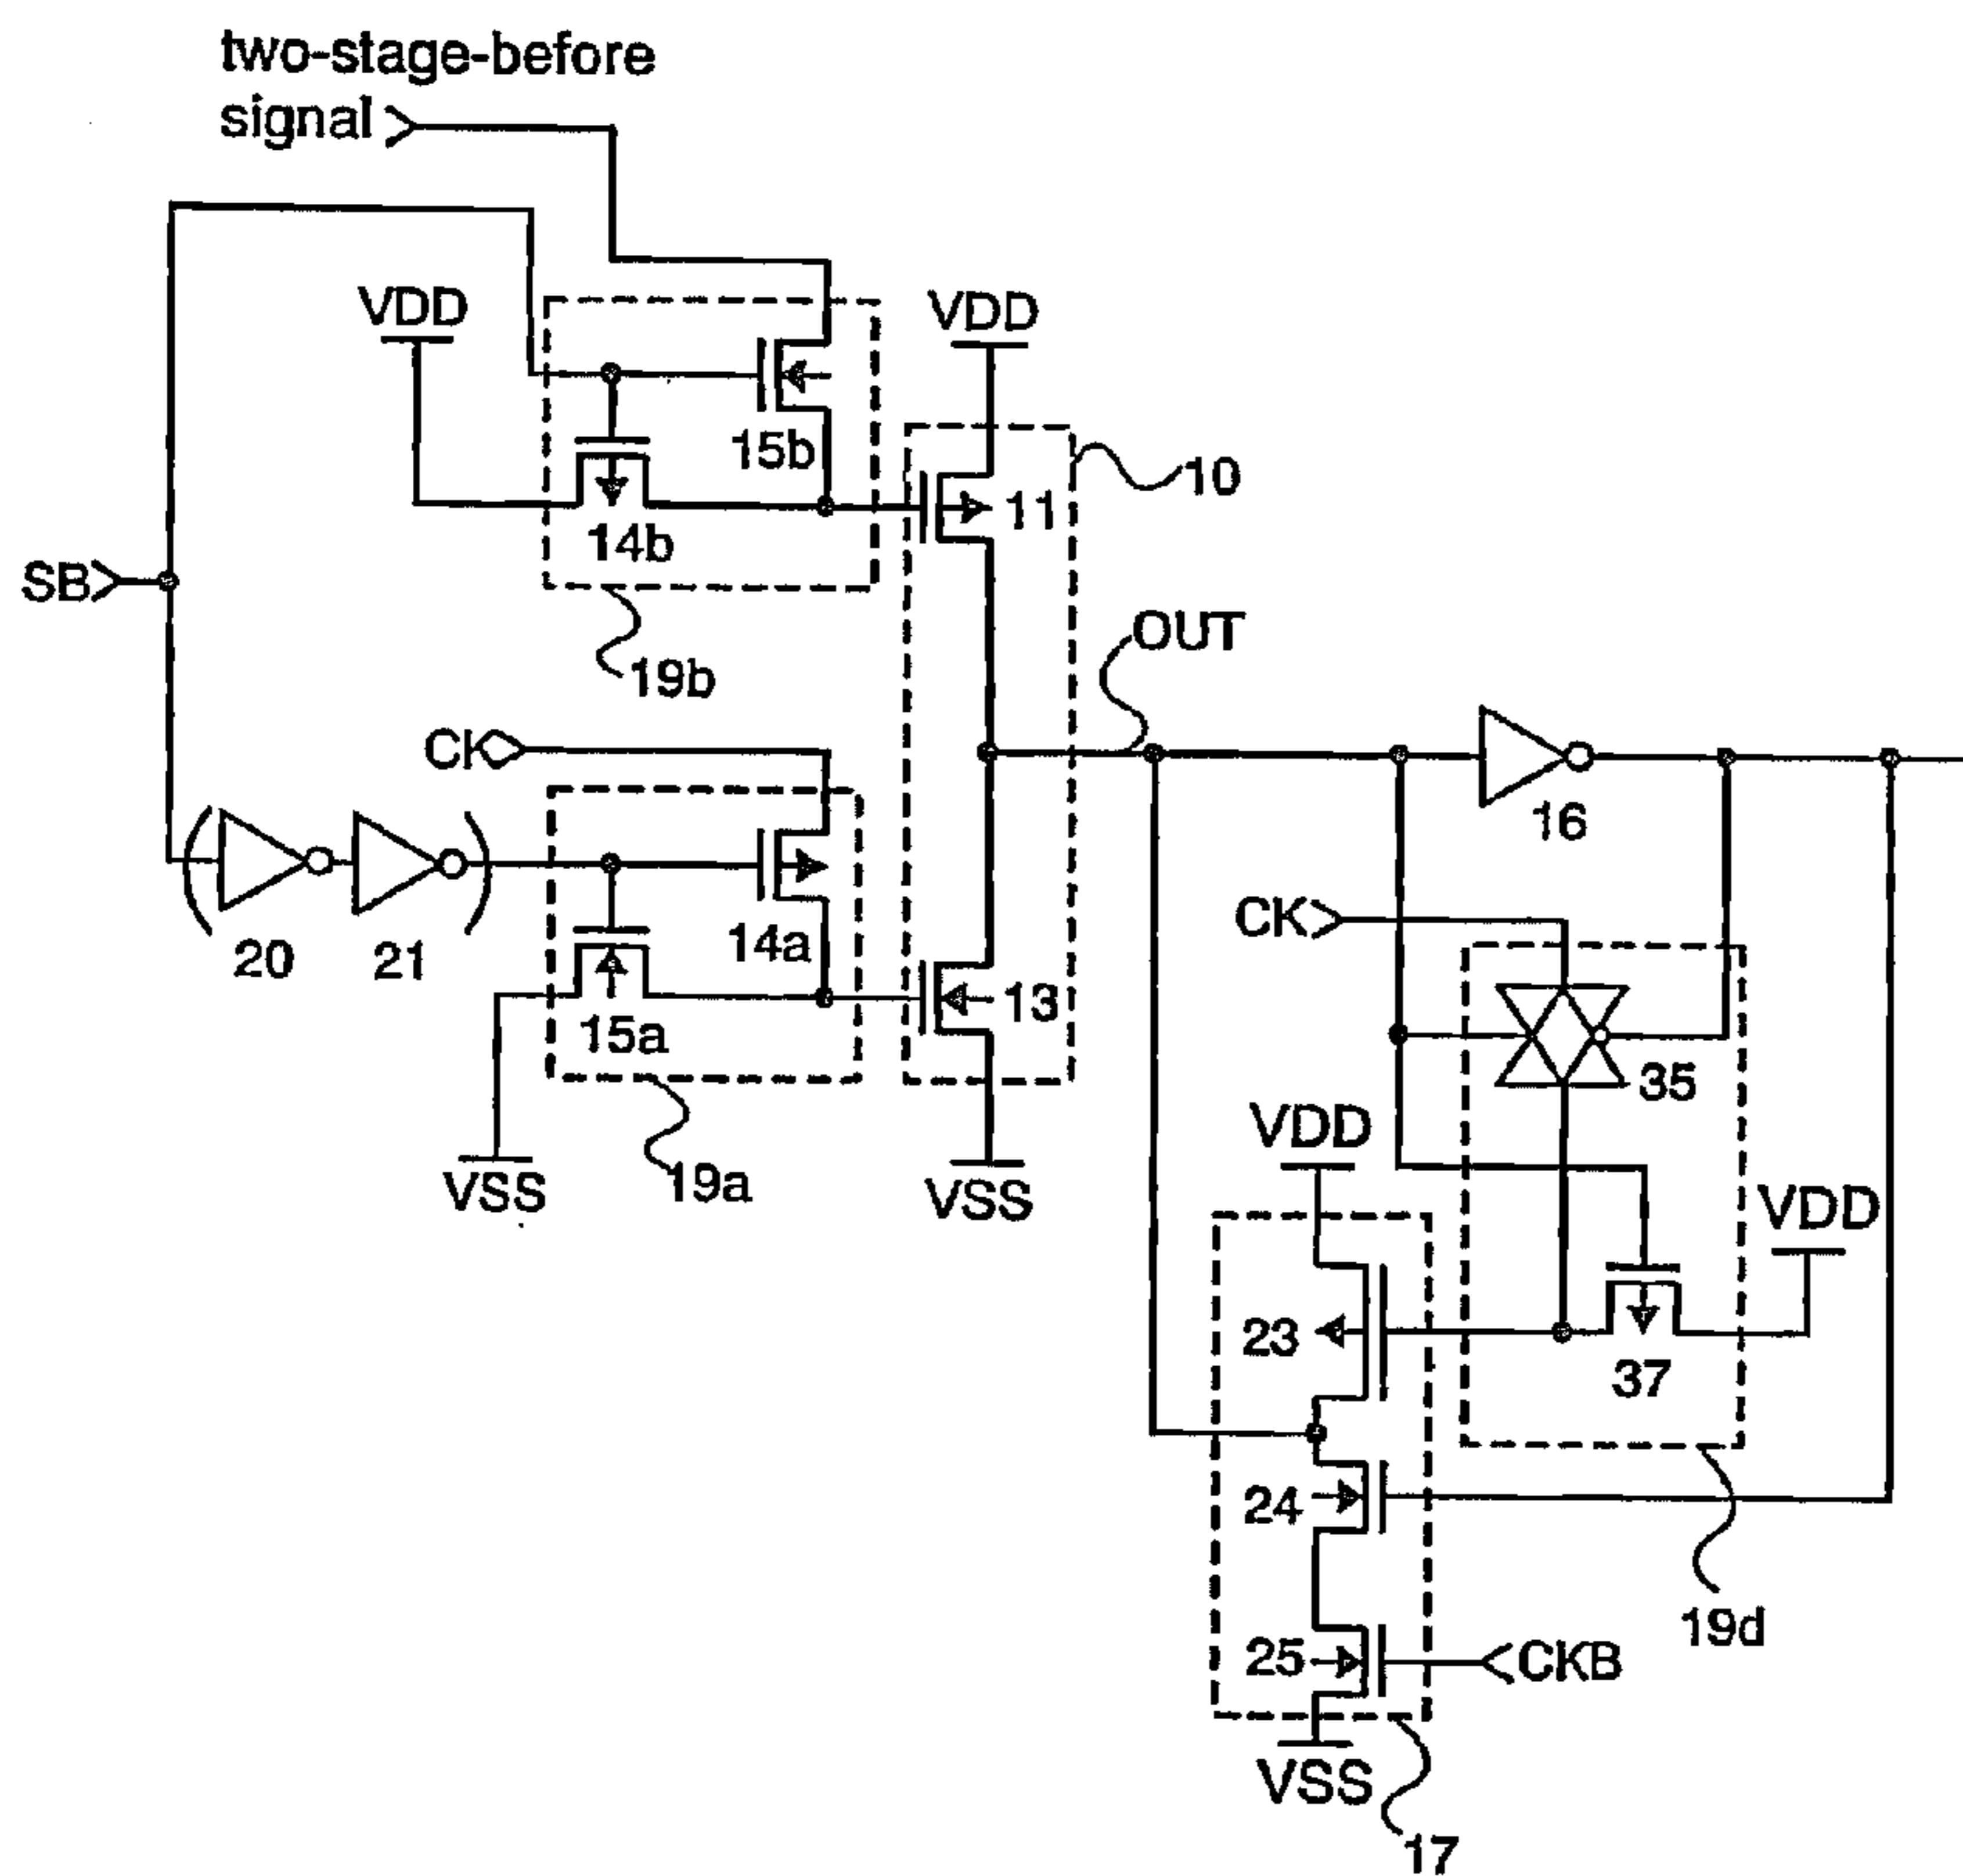 two-stage-before
signal
VDD
VDD
15b
10
11
14b
SB
OUT
19b
CK
16
CK
20
21
14a
13
15a
35
VDD
19a
VSS
VSS
VDD
23
37
24
19d
25
CKB
VSS
17